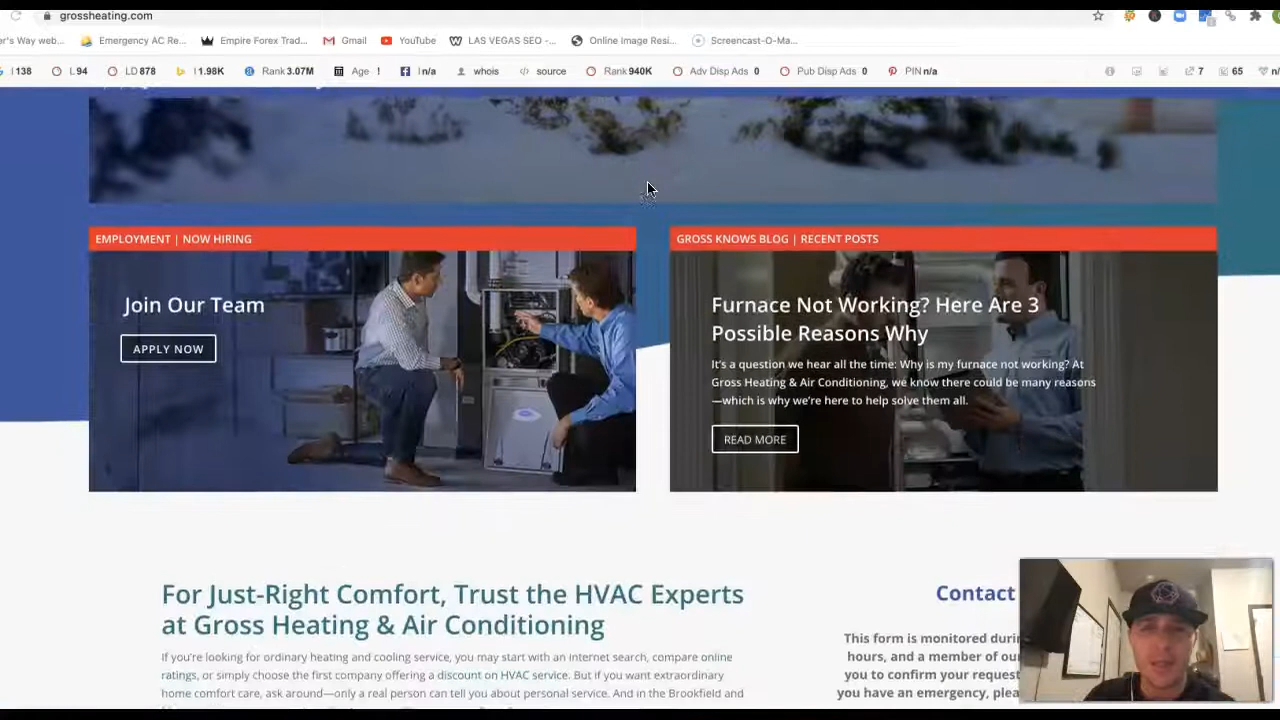 grossheating.com
er's Way web...
Emergency AC Re...
Empire Forex Trad...
Gmail
YouTube
LAS VEGAS SEO -...
Online Image Resi...
Screencast-O-Ma...
I 138
L 94
LD 878
I 1.98K
Rank 3.07M
Age !
l n/a
whois
source
Rank 940K
Adv Disp Ads 0
Pub Disp Ads 0
PIN n/a
7
65
EMPLOYMENT | NOW HIRING
Join Our Team
APPLY NOW
GROSS KNOWS BLOG | RECENT POSTS
Furnace Not Working? Here Are 3
Possible Reasons Why
It's a question we hear all the time: Why is my furnace not working? At
Gross Heating & Air Conditioning, we know there could be many reasons
—which is why we're here to help solve them all.
READ MORE
For Just-Right Comfort, Trust the HVAC Experts
at Gross Heating & Air Conditioning
If you're looking for ordinary heating and cooling service, you may start with an internet search, compare online
ratings, or simply choose the first company offering a discount on HVAC service. But if you want extraordinary
home comfort care, ask around—only a real person can tell you about personal service. And in the Brookfield and
Contact
This form is monitored durin
hours, and a member of ou
you to confirm your request
you have an emergency, plea